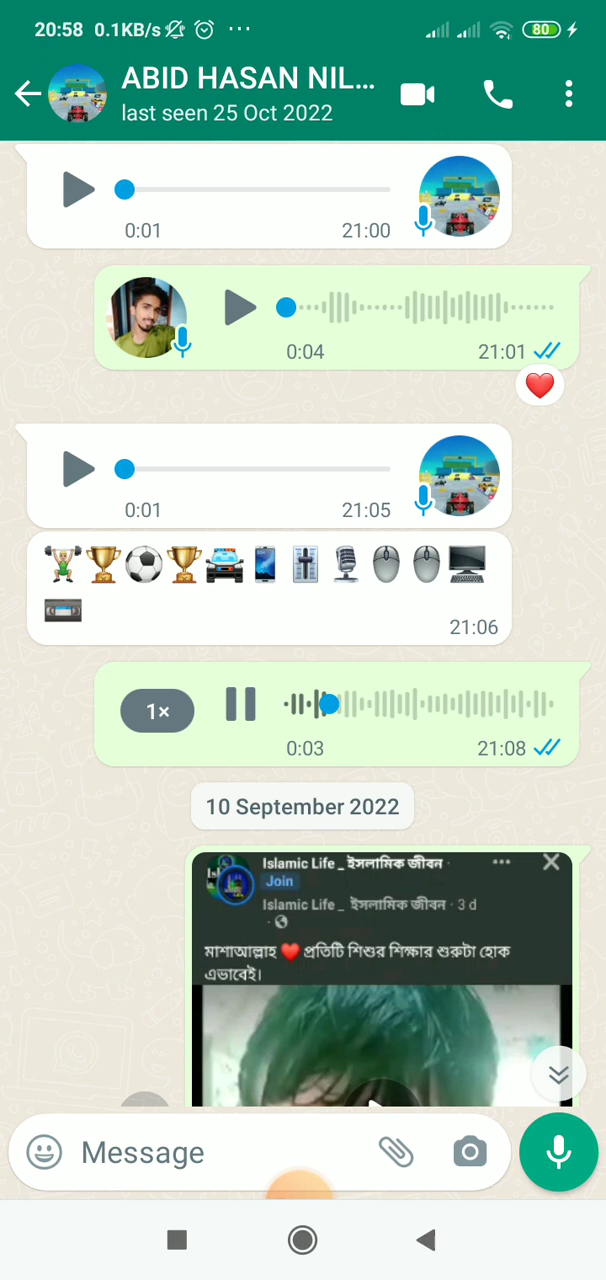 20:58 0.1KB/s 80
ABID HASAN NIL...
last seen 25 Oct 2022
0:01 21:00
0:04 21:01
0:01 21:05
21:06
1×
0:03 21:08
10 September 2022
Islamic Life _ ইসলামিক জীবন ·
Join
Islamic Life _ ইসলামিক জীবন · 3 d
মাশাআল্লাহ ❤️ প্রতিটি শিশুর শিক্ষার শুরুটা হোক
এভাবেই।
Message